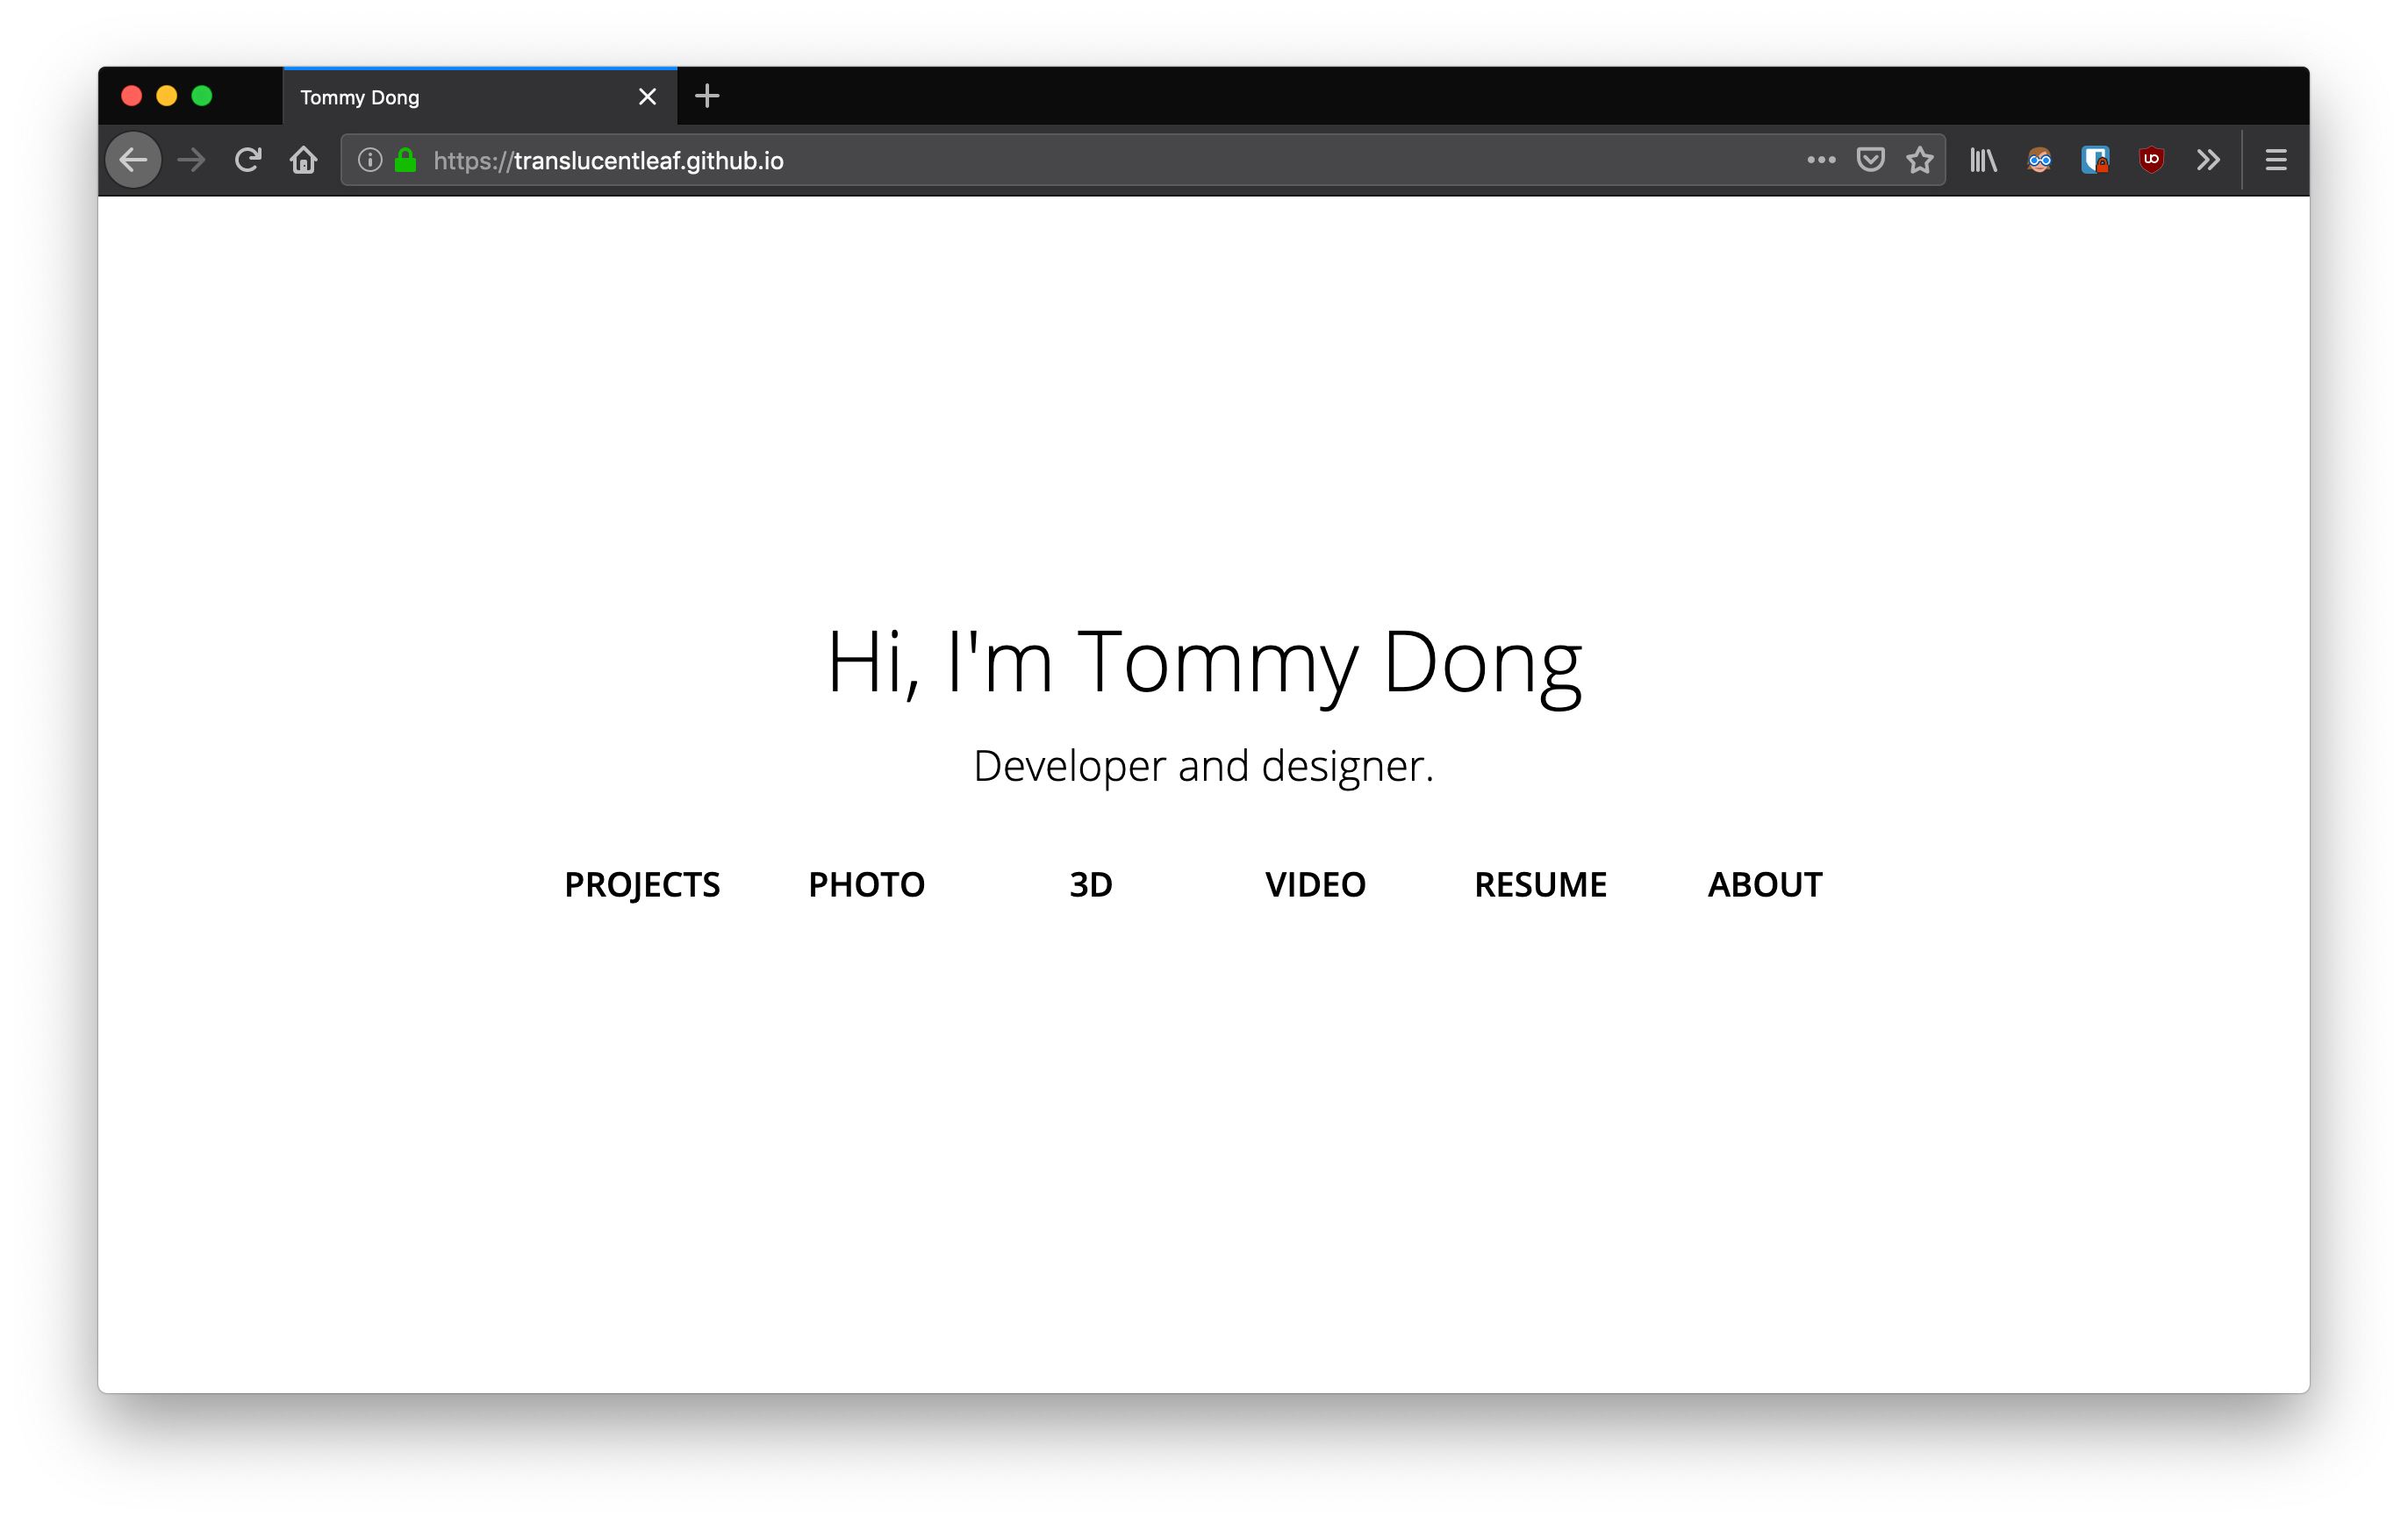 Tommy Dong
https://translucentleaf.github.io
Hi, I'm Tommy Dong
Developer and designer.
PROJECTS PHOTO 3D VIDEO RESUME ABOUT